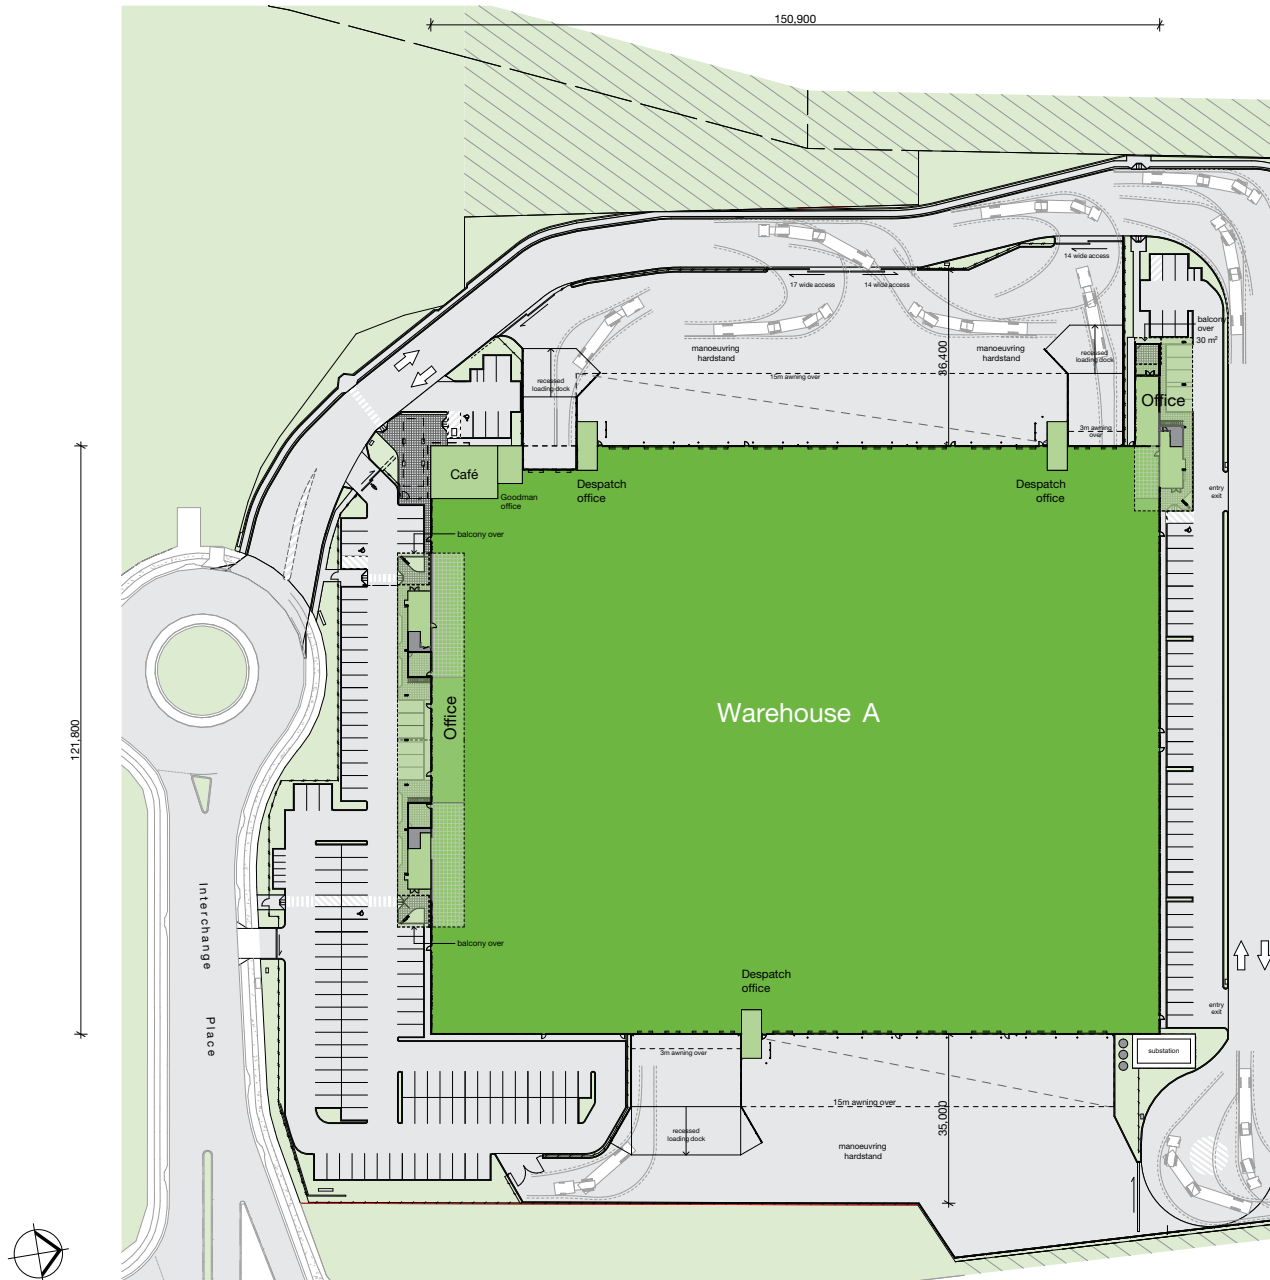 150,900
17 wide access
14 wide access
14 wide access
balcony
over
30 m²
manoeuvring
hardstand
36,400
manoeuvring
hardstand
recessed
loading dock
recessed
loading dock
15m awning over
Office
3m awning
over
Café
Goodman
office
Despatch
office
Despatch
office
entry
exit
balcony over
Office
Warehouse A
121,800
Interchange Place
balcony over
Despatch
office
entry
exit
3m awning over
substation
15m awning over
35,000
recessed
loading dock
manoeuvring
hardstand